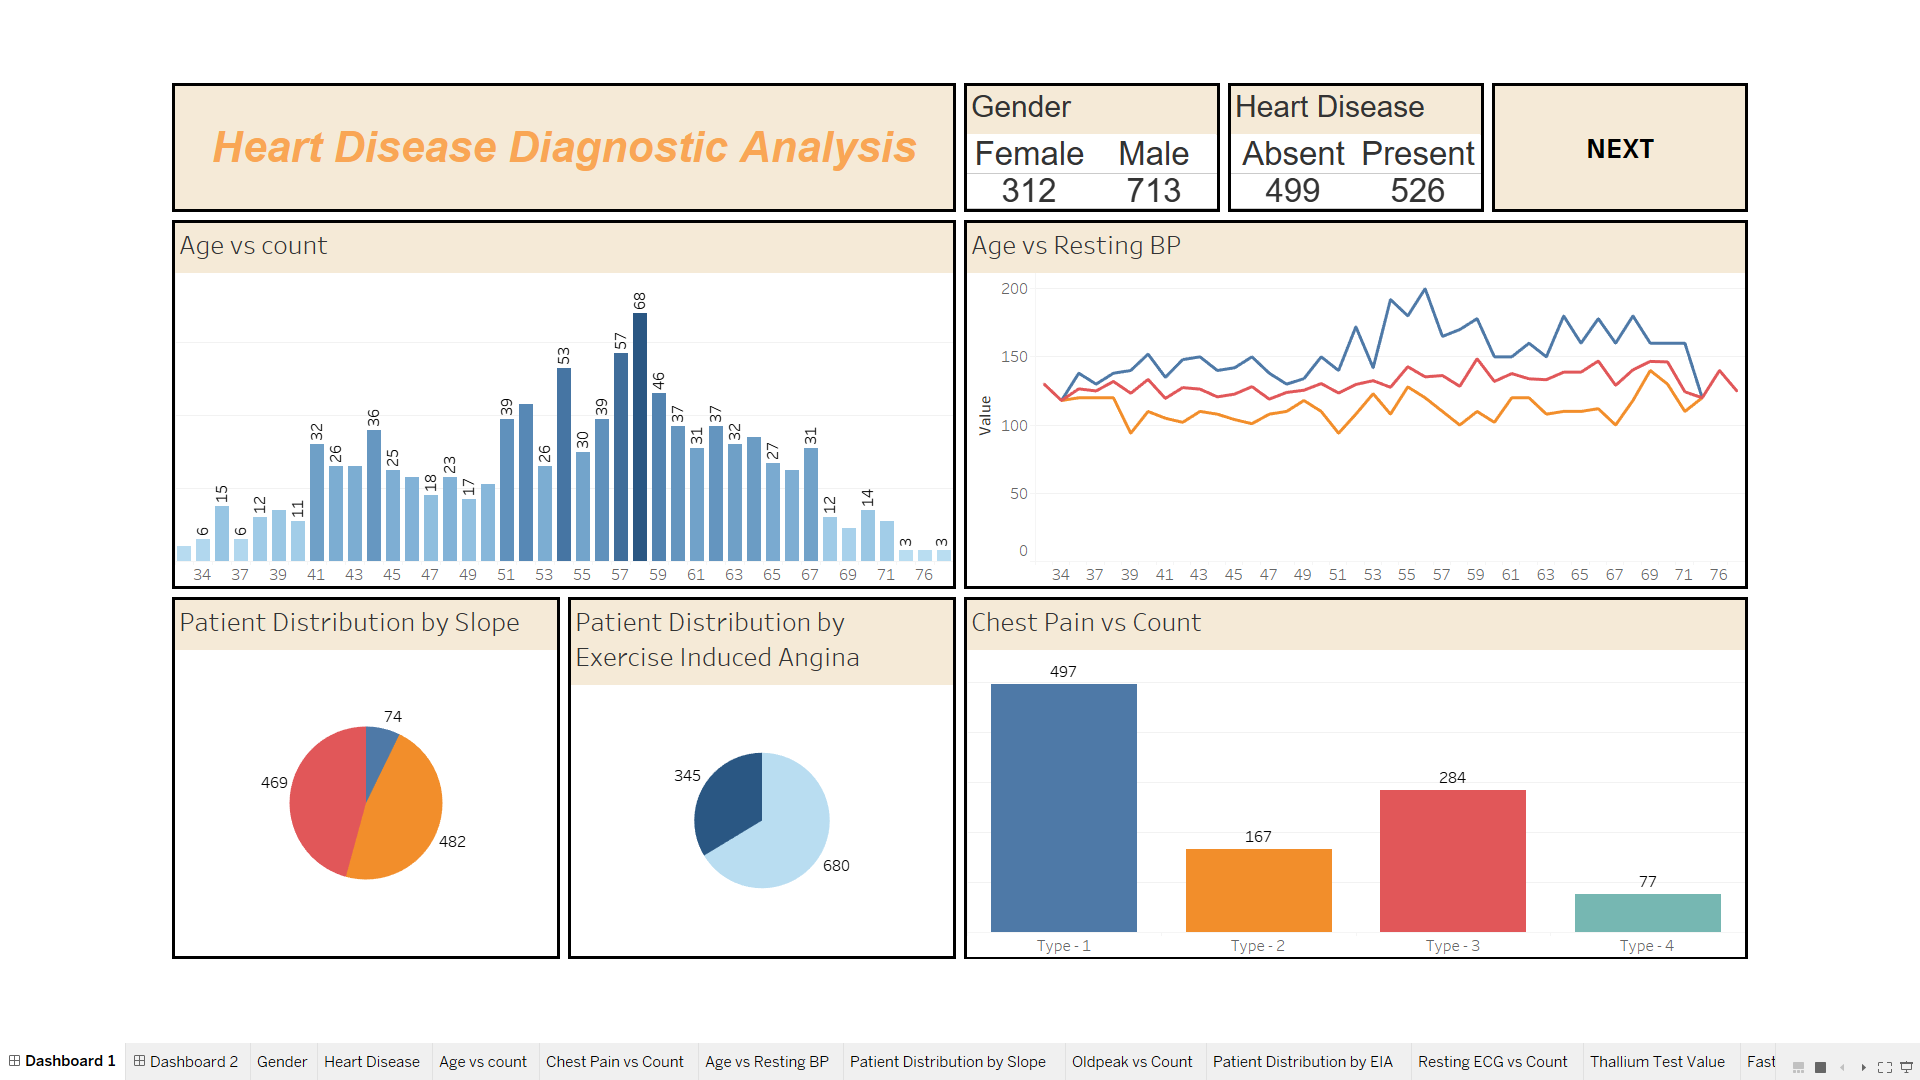 Heart Disease Diagnostic Analysis
Gender
Female Male
312 713
Heart Disease
Absent Present
499 526
NEXT
Age vs count
6 15 6 12 11 32 26 36 25 18 23 17 39 26 53 30 39 57 68 46 37 31 37 32 27 31 12 14 3 3
34 37 39 41 43 45 47 49 51 53 55 57 59 61 63 65 67 69 71 76
Age vs Resting BP
Value
200
150
100
50
0
34 37 39 41 43 45 47 49 51 53 55 57 59 61 63 65 67 69 71 76
Patient Distribution by Slope
74
469
482
Patient Distribution by
Exercise Induced Angina
345
680
Chest Pain vs Count
497
167
284
77
Type - 1 Type - 2 Type - 3 Type - 4
Dashboard 1 Dashboard 2 Gender Heart Disease Age vs count Chest Pain vs Count Age vs Resting BP Patient Distribution by Slope Oldpeak vs Count Patient Distribution by EIA Resting ECG vs Count Thallium Test Value Fast